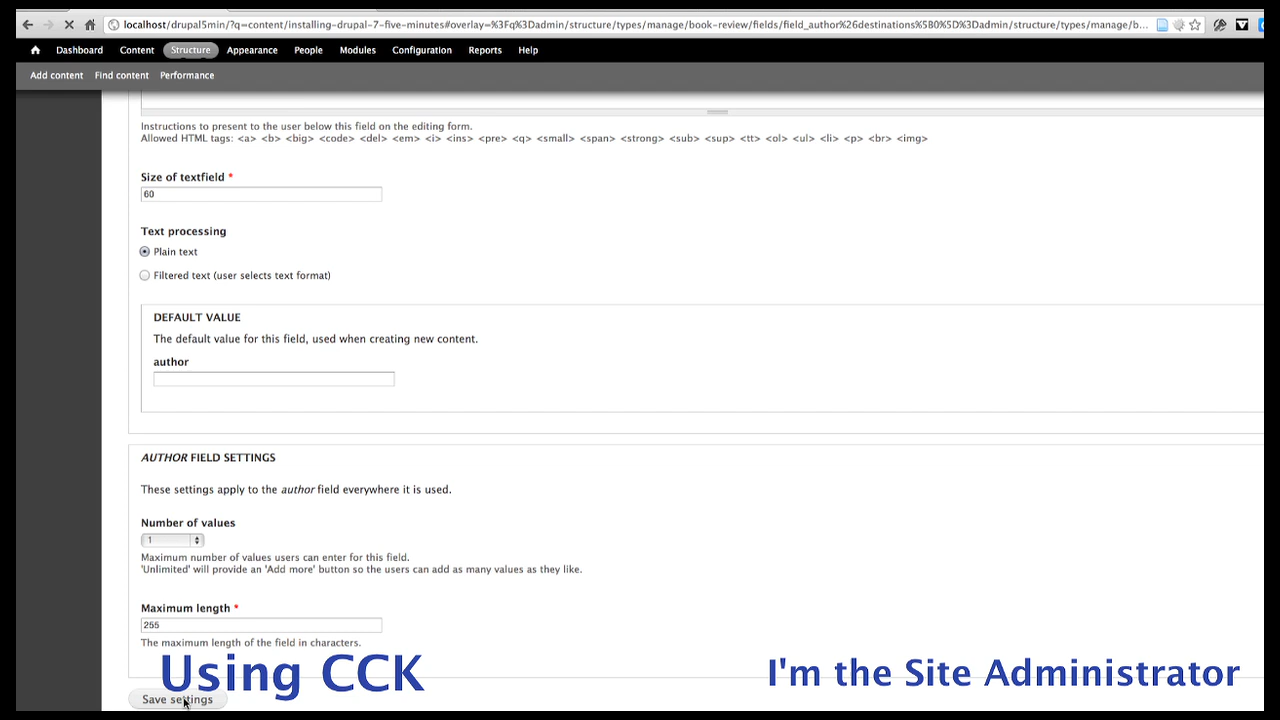 localhost/drupal5min/?q=content/installing-drupal-7-five-minutes#overlay=%3Fq%3Dadmin/structure/types/manage/book-review/fields/field_author%26destinations%5B0%5D%3Dadmin/structure/types/manage/b...
Dashboard Content Structure Appearance People Modules Configuration Reports Help
Add content Find content Performance
Instructions to present to the user below this field on the editing form.
Allowed HTML tags: <a> <b> <big> <code> <del> <em> <i> <ins> <pre> <q> <small> <span> <strong> <sub> <sup> <tt> <ol> <ul> <li> <p> <br> <img>
Size of textfield *
60
Text processing
Plain text
Filtered text (user selects text format)
DEFAULT VALUE
The default value for this field, used when creating new content.
author
AUTHOR FIELD SETTINGS
These settings apply to the author field everywhere it is used.
Number of values
1
Maximum number of values users can enter for this field.
'Unlimited' will provide an 'Add more' button so the users can add as many values as they like.
Maximum length *
255
The maximum length of the field in characters.
Using CCK
I'm the Site Administrator
Save settings